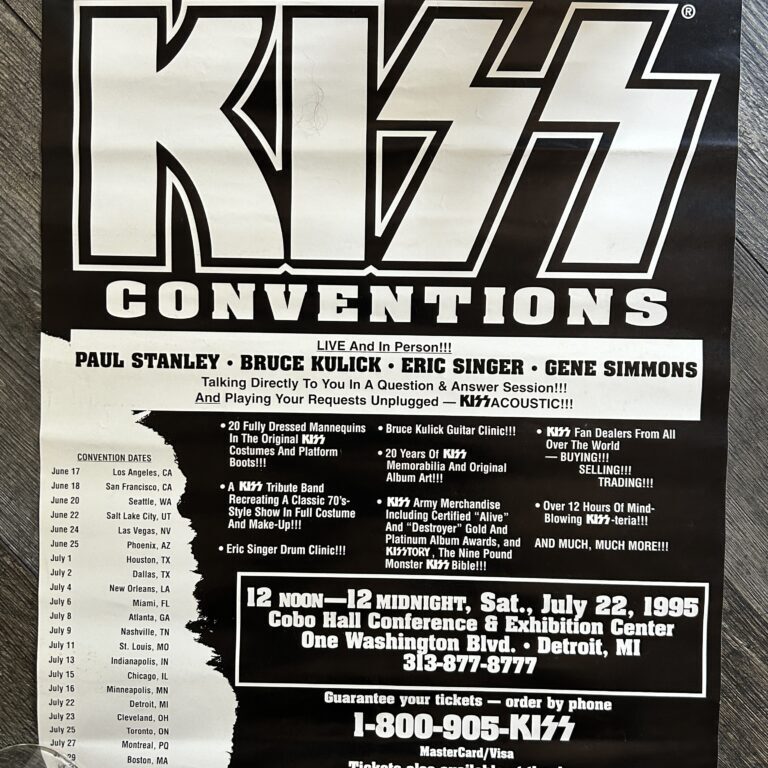 KISS®
CONVENTIONS
LIVE And In Person!!!
PAUL STANLEY • BRUCE KULICK • ERIC SINGER • GENE SIMMONS
Talking Directly To You In A Question & Answer Session!!!
And Playing Your Requests Unplugged — KISSACOUSTIC!!!
• 20 Fully Dressed Mannequins
In The Original KISS
Costumes And Platform
Boots!!!
• A KISS Tribute Band
Recreating A Classic 70's-
Style Show In Full Costume
And Make-Up!!!
• Eric Singer Drum Clinic!!!
• Bruce Kulick Guitar Clinic!!!
• 20 Years Of KISS
Memorabilia And Original
Album Art!!!
• KISS Army Merchandise
Including Certified "Alive"
And "Destroyer" Gold And
Platinum Album Awards, and
KISSTORY, The Nine Pound
Monster KISS Bible!!!
• KISS Fan Dealers From All
Over The World
— BUYING!!!
SELLING!!!
TRADING!!!
• Over 12 Hours Of Mind-
Blowing KISS-teria!!!
AND MUCH, MUCH MORE!!!
CONVENTION DATES
June 17 Los Angeles, CA
June 18 San Francisco, CA
June 20 Seattle, WA
June 22 Salt Lake City, UT
June 24 Las Vegas, NV
June 25 Phoenix, AZ
July 1 Houston, TX
July 2 Dallas, TX
July 4 New Orleans, LA
July 6 Miami, FL
July 8 Atlanta, GA
July 9 Nashville, TN
July 11 St. Louis, MO
July 13 Indianapolis, IN
July 15 Chicago, IL
July 16 Minneapolis, MN
July 22 Detroit, MI
July 23 Cleveland, OH
July 25 Toronto, ON
July 27 Montreal, PQ
29 Boston, MA
12 NOON—12 MIDNIGHT, Sat., July 22, 1995
Cobo Hall Conference & Exhibition Center
One Washington Blvd. • Detroit, MI
313-877-8777
Guarantee your tickets — order by phone
1-800-905-KISS
MasterCard/Visa
Tickets also available at